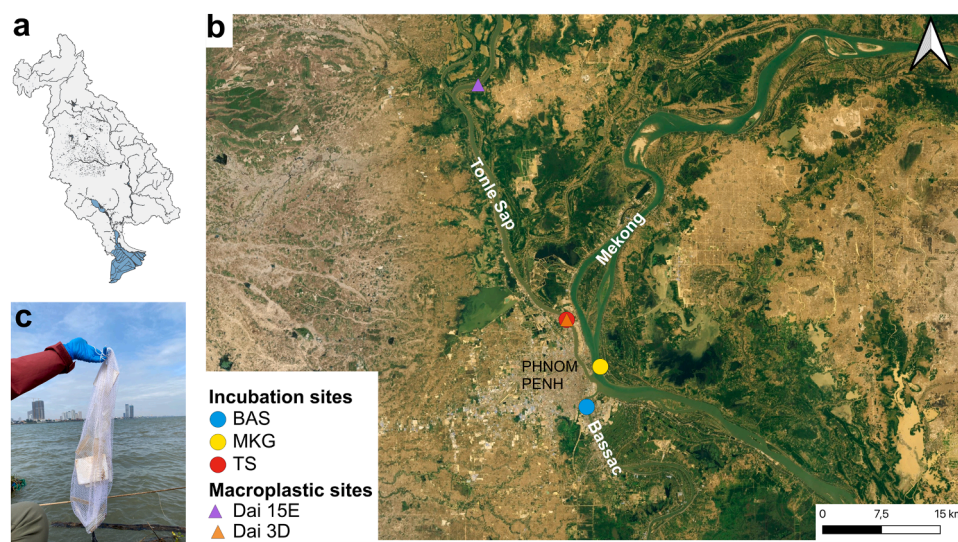 a
b
c
Tonle Sap
Mekong
PHNOM
PENH
Bassac
Incubation sites
BAS
MKG
TS
Macroplastic sites
Dai 15E
Dai 3D
0 7,5 15 km